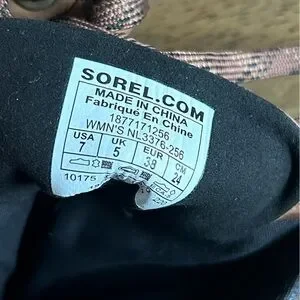 SOREL.COM
MADE IN CHINA
Fabriqué En Chine
1877171256
WMN'S NL3376-256
USA UK EUR CM
7 5 38 24
10175